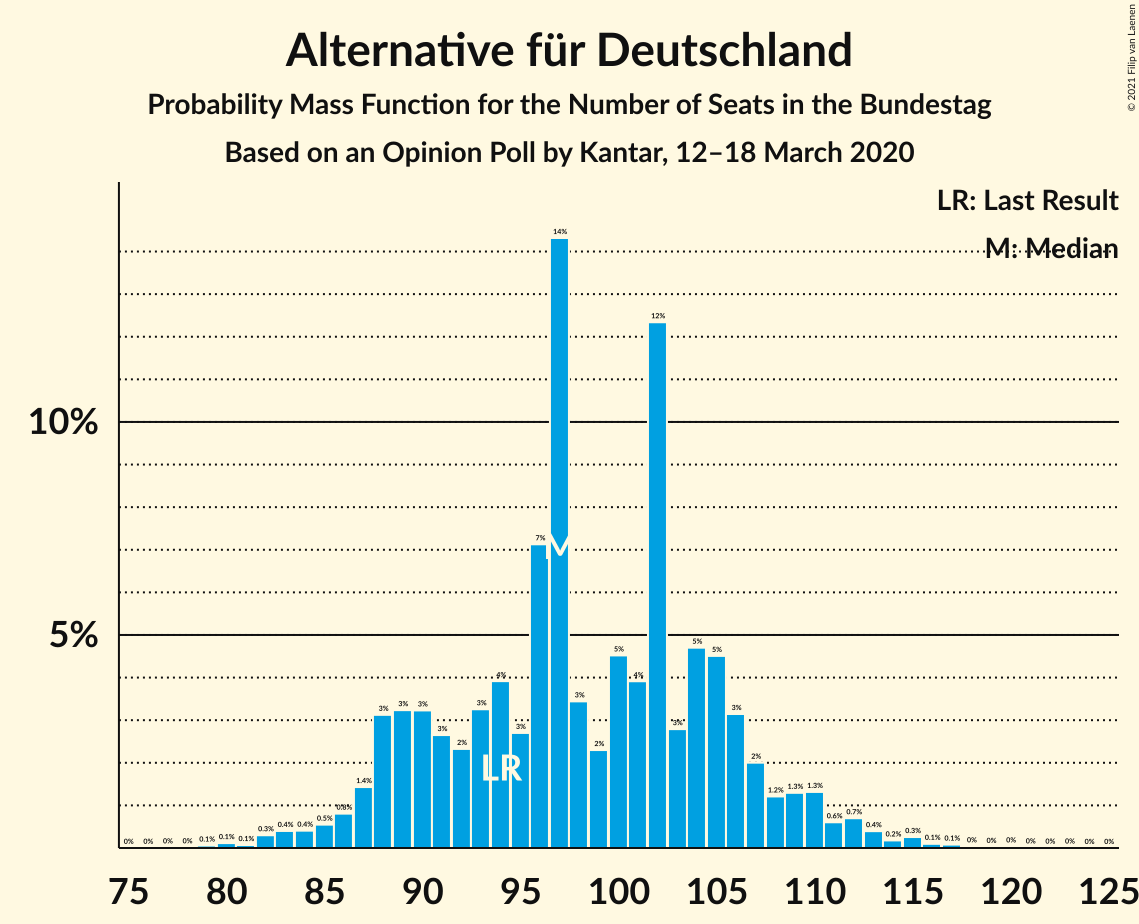 Alternative für Deutschland
Probability Mass Function for the Number of Seats in the Bundestag
Based on an Opinion Poll by Kantar, 12–18 March 2020
© 2021 Filip van Laenen
LR: Last Result
M: Median
10%
5%
0% 0% 0% 0% 0.1% 0.1% 0.1% 0.3% 0.4% 0.4% 0.5% 0.8% 1.4% 3% 3% 3% 3% 2% 3% 4% 3% 7% 14% 3% 2% 5% 4% 12% 3% 5% 5% 3% 2% 1.2% 1.3% 1.3% 0.6% 0.7% 0.4% 0.2% 0.3% 0.1% 0.1% 0% 0% 0% 0% 0% 0% 0% 0%
M
LR
75 80 85 90 95 100 105 110 115 120 125